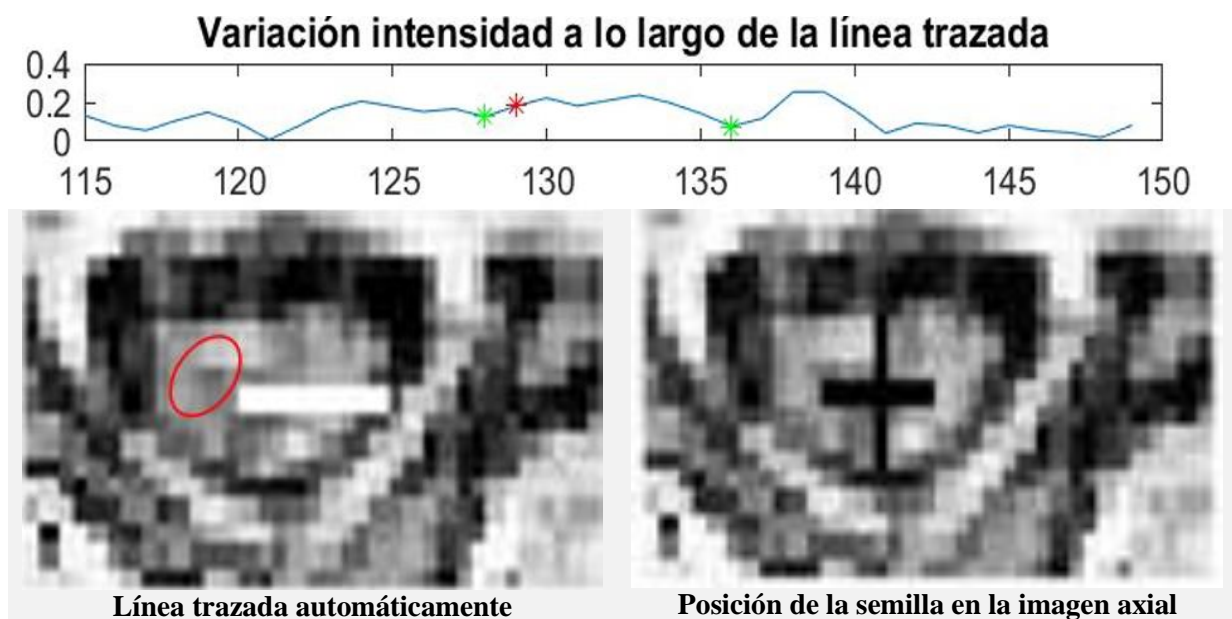 Variación intensidad a lo largo de la línea trazada
0.4
0.2
0
115 120 125 130 135 140 145 150
Línea trazada automáticamente
Posición de la semilla en la imagen axial